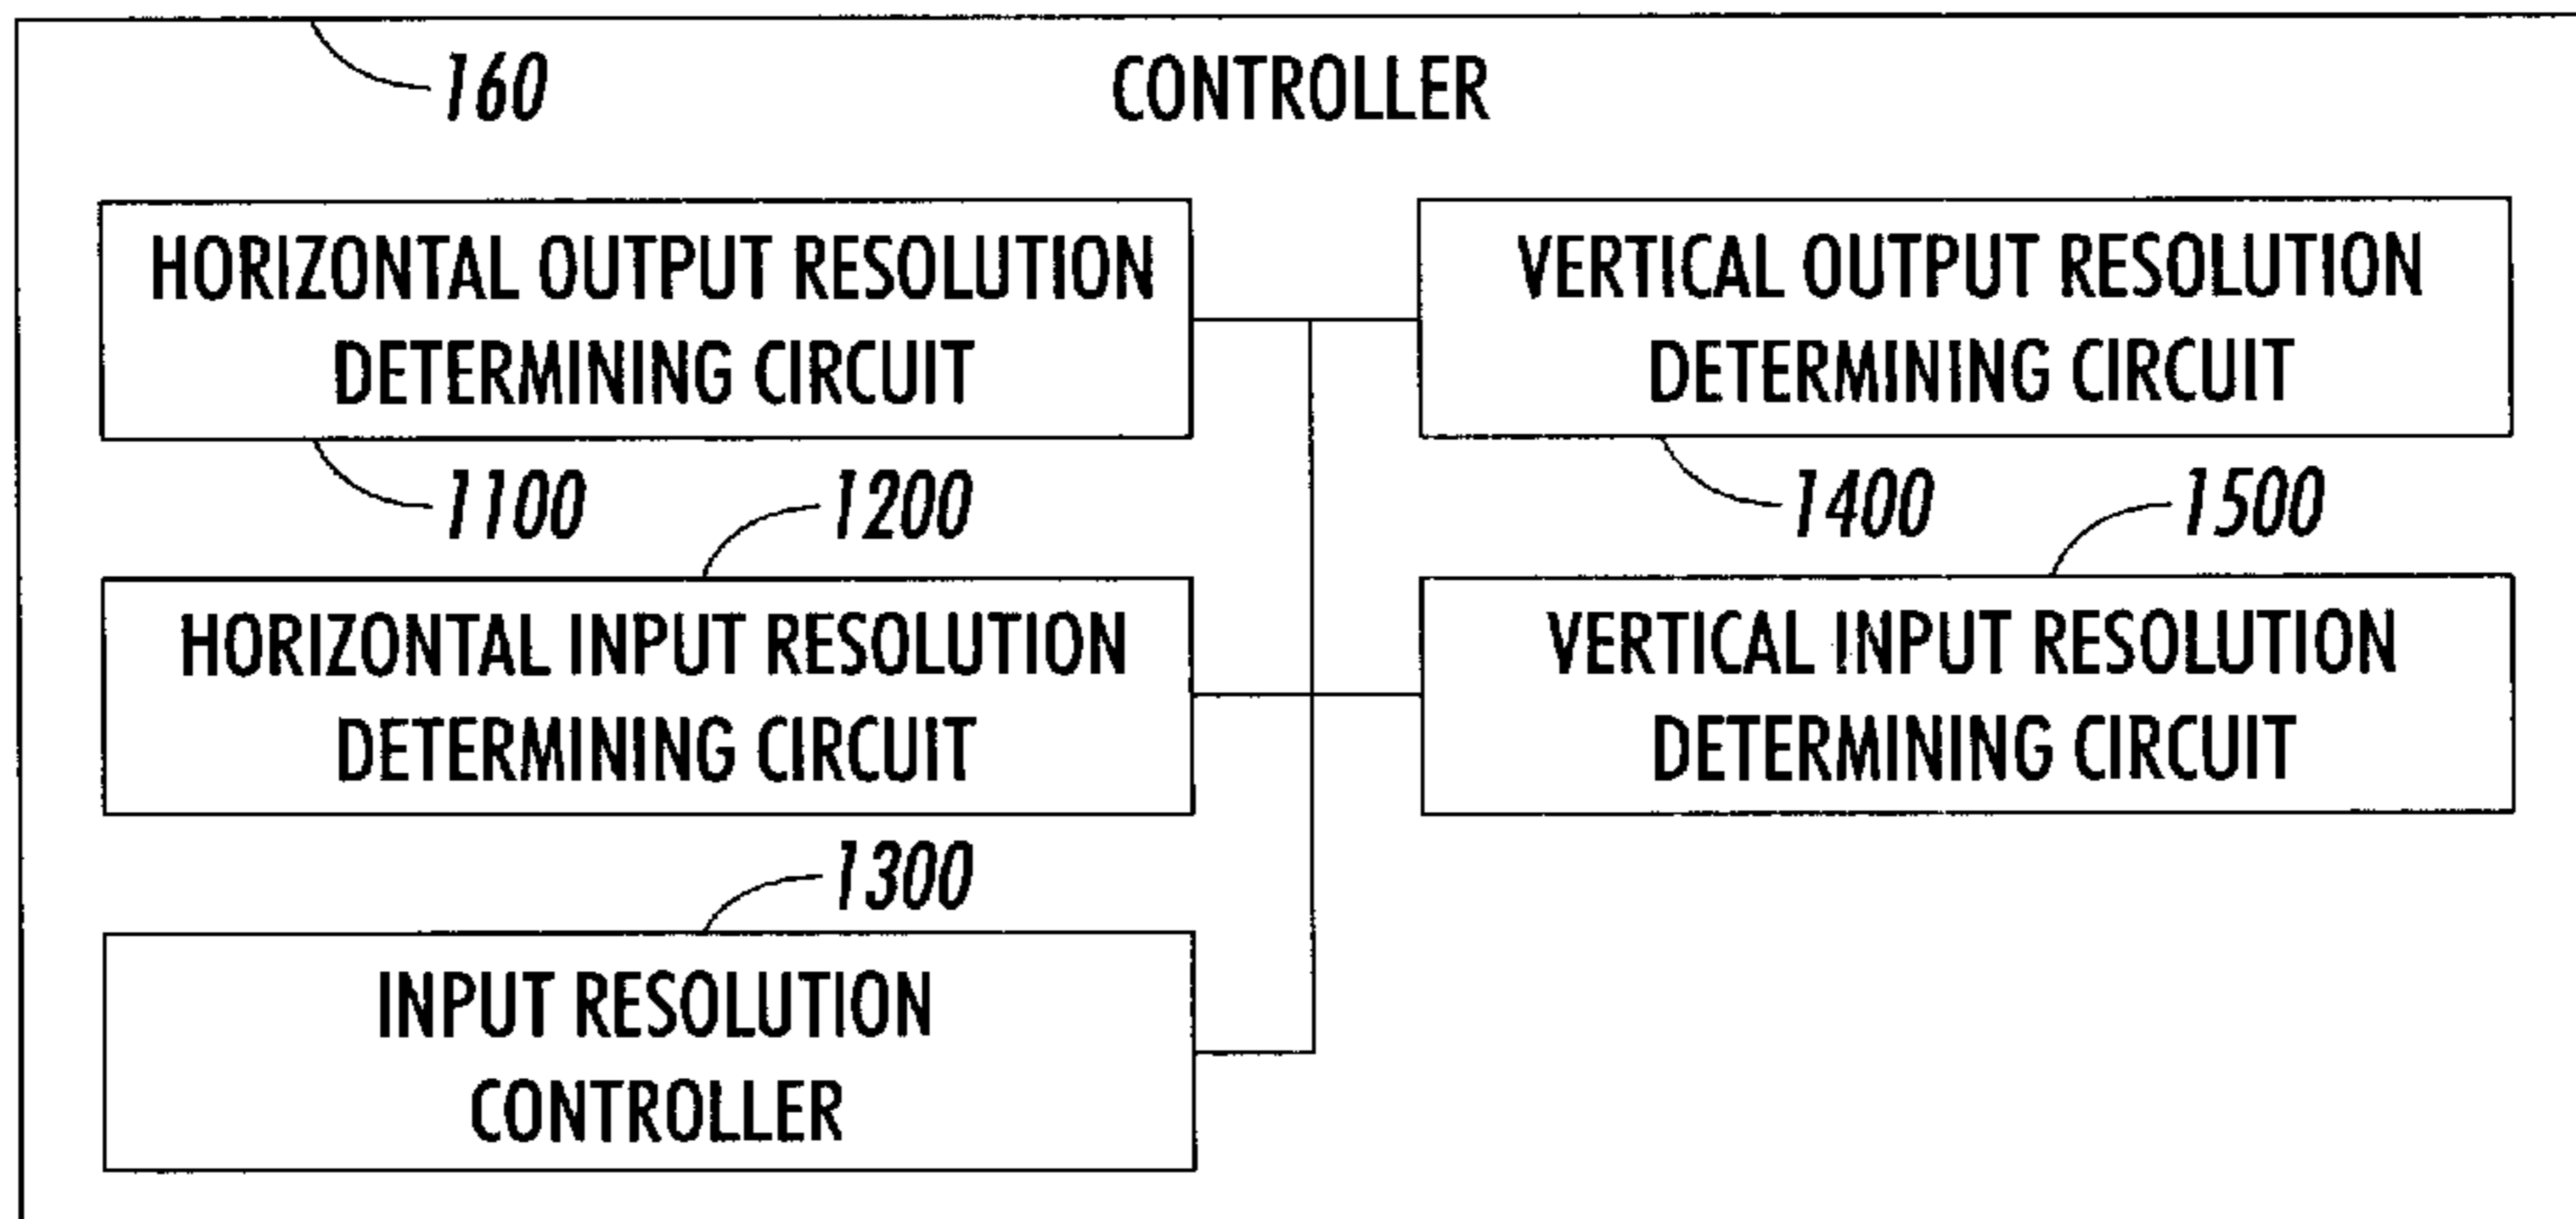 160
CONTROLLER
HORIZONTAL OUTPUT RESOLUTION
DETERMINING CIRCUIT
1100
VERTICAL OUTPUT RESOLUTION
DETERMINING CIRCUIT
1400
1200
HORIZONTAL INPUT RESOLUTION
DETERMINING CIRCUIT
1500
VERTICAL INPUT RESOLUTION
DETERMINING CIRCUIT
1300
INPUT RESOLUTION
CONTROLLER